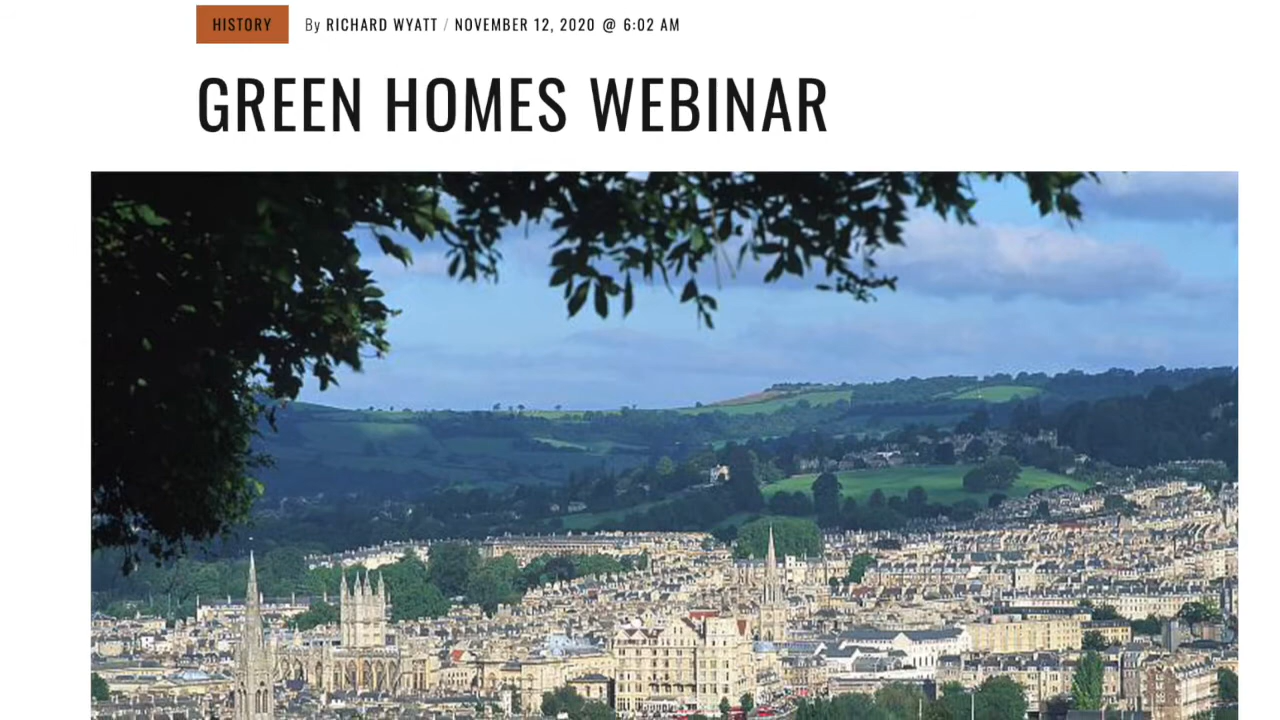 HISTORY By RICHARD WYATT / NOVEMBER 12, 2020 @ 6:02 AM
GREEN HOMES WEBINAR